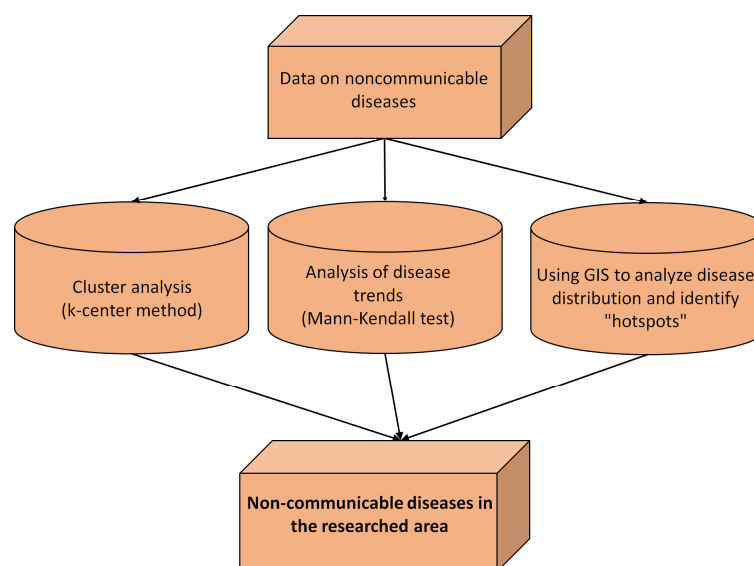 Data on noncommunicable
diseases
Cluster analysis
(k-center method)
Analysis of disease
trends
(Mann-Kendall test)
Using GIS to analyze disease
distribution and identify
"hotspots"
Non-communicable diseases in
the researched area